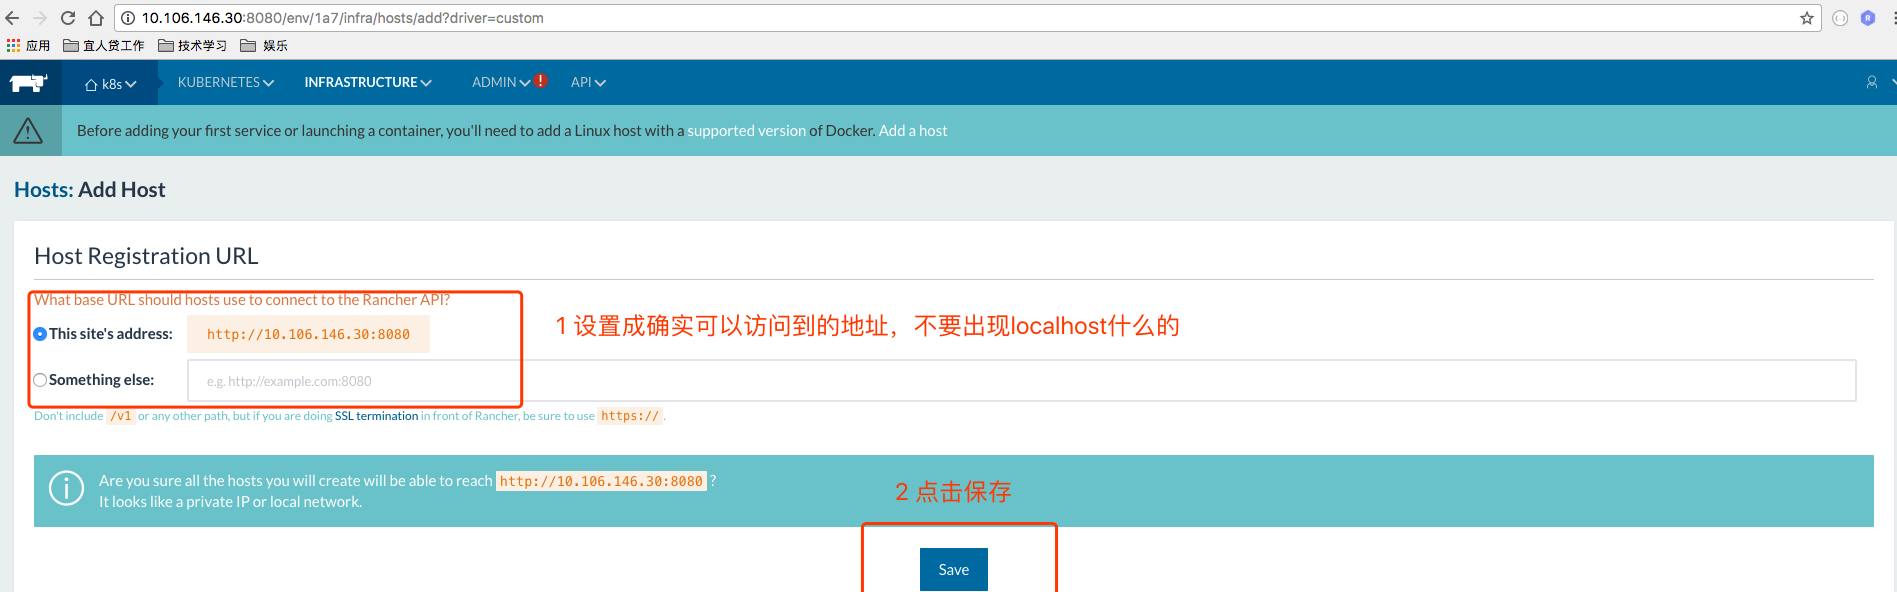 10.106.146.30:8080/env/1a7/infra/hosts/add?driver=custom
应用 宜人贷工作 技术学习 娱乐
k8s KUBERNETES INFRASTRUCTURE ADMIN ! API
Before adding your first service or launching a container, you'll need to add a Linux host with a supported version of Docker. Add a host
Hosts: Add Host
Host Registration URL
What base URL should hosts use to connect to the Rancher API?
This site's address: http://10.106.146.30:8080
1 设置成确实可以访问到的地址，不要出现localhost什么的
Something else: e.g. http://example.com:8080
Don't include /v1 or any other path, but if you are doing SSL termination in front of Rancher, be sure to use https:// .
Are you sure all the hosts you will create will be able to reach http://10.106.146.30:8080 ?
It looks like a private IP or local network.
2 点击保存
Save